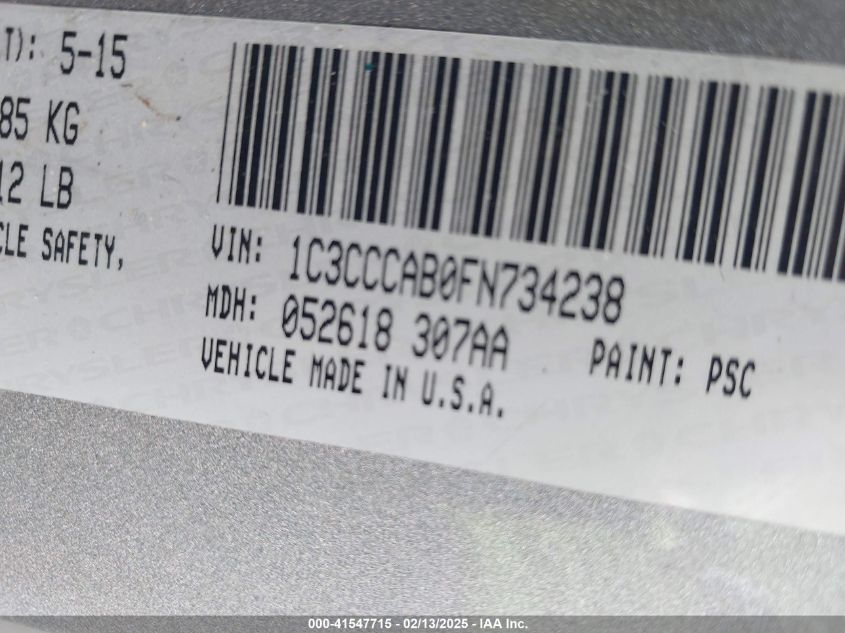 T): 5-15
85 KG
12 LB
CLE SAFETY,
VIN: 1C3CCCAB0FN734238
MDH: 052618 307AA
PAINT: PSC
VEHICLE MADE IN U.S.A.
000-41547715 - 02/13/2025 - IAA Inc.